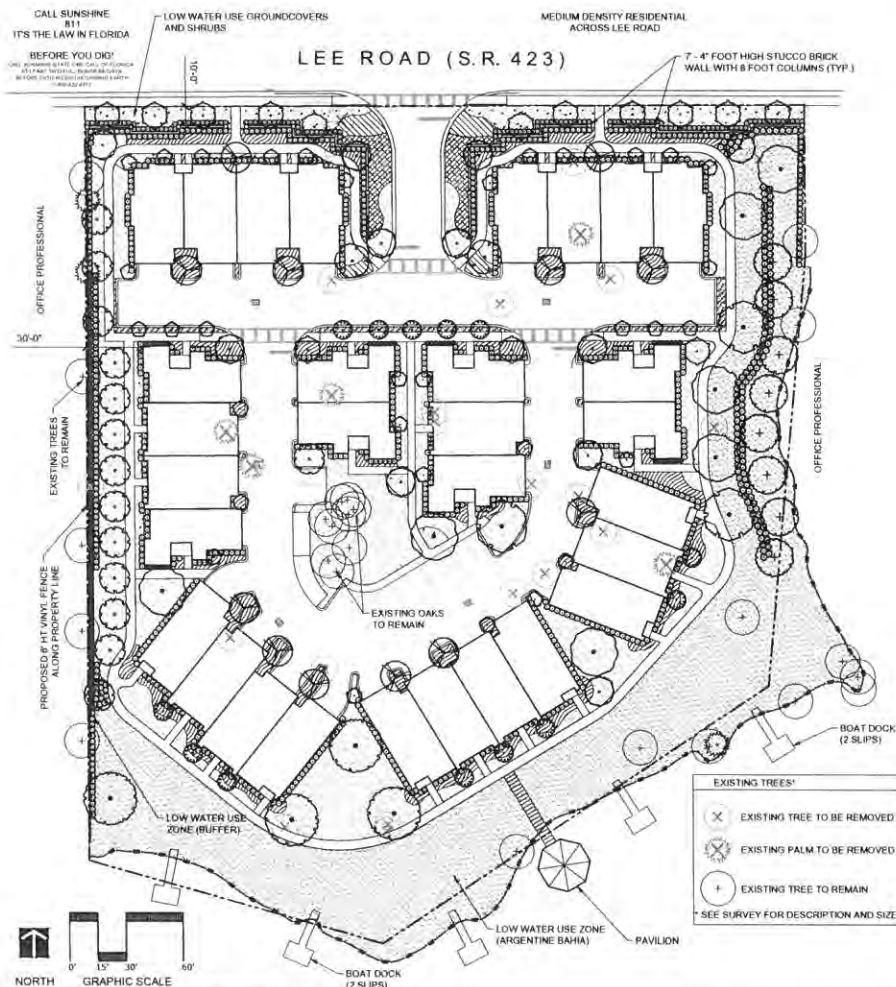 CALL SUNSHINE
811
IT'S THE LAW IN FLORIDA
BEFORE YOU DIG!
LOW WATER USE GROUNDCOVERS
AND SHRUBS
MEDIUM DENSITY RESIDENTIAL
ACROSS LEE ROAD
LEE ROAD (S.R. 423)
7 - 4" FOOT HIGH STUCCO BRICK
WALL WITH 8 FOOT COLUMNS (TYP.)
10'-0"
OFFICE PROFESSIONAL
30'-0"
EXISTING TREES
TO REMAIN
OFFICE PROFESSIONAL
PROPOSED 6' HT VINYL FENCE
ALONG PROPERTY LINE
EXISTING OAKS
TO REMAIN
BOAT DOCK
(2 SLIPS)
LOW WATER USE
ZONE (BUFFER)
EXISTING TREES*
EXISTING TREE TO BE REMOVED
EXISTING PALM TO BE REMOVED
EXISTING TREE TO REMAIN
* SEE SURVEY FOR DESCRIPTION AND SIZE
LOW WATER USE ZONE
(ARGENTINE BAHIA)
PAVILION
BOAT DOCK
(2 SLIPS)
NORTH
0' 15' 30' 60'
GRAPHIC SCALE